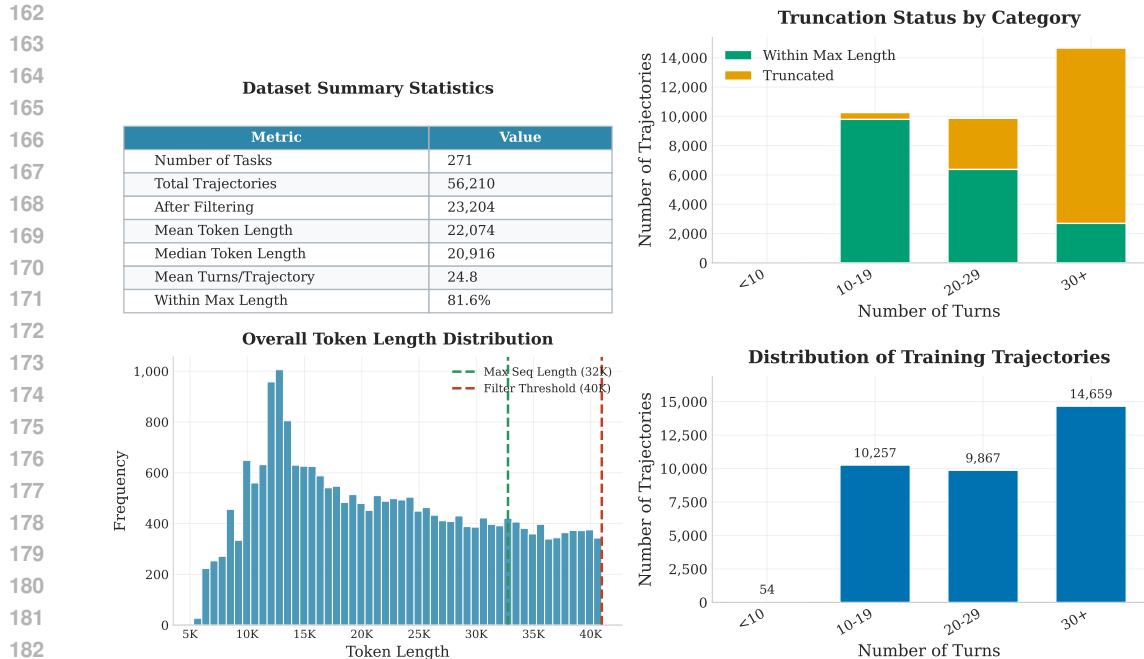 162
163
164
165
166
167
168
169
170
171
172
173
174
175
176
177
178
179
180
181
182
Dataset Summary Statistics
Metric Value
Number of Tasks 271
Total Trajectories 56,210
After Filtering 23,204
Mean Token Length 22,074
Median Token Length 20,916
Mean Turns/Trajectory 24.8
Within Max Length 81.6%
Truncation Status by Category
Within Max Length
Truncated
Number of Trajectories
14,000
12,000
10,000
8,000
6,000
4,000
2,000
0
<10 10-19 20-29 30+
Number of Turns
Overall Token Length Distribution
Max Seq Length (32K)
Filter Threshold (40K)
Frequency
1,000
800
600
400
200
0
5K 10K 15K 20K 25K 30K 35K 40K
Token Length
Distribution of Training Trajectories
Number of Trajectories
15,000
12,500
10,000
7,500
5,000
2,500
0
54
10,257
9,867
14,659
<10 10-19 20-29 30+
Number of Turns